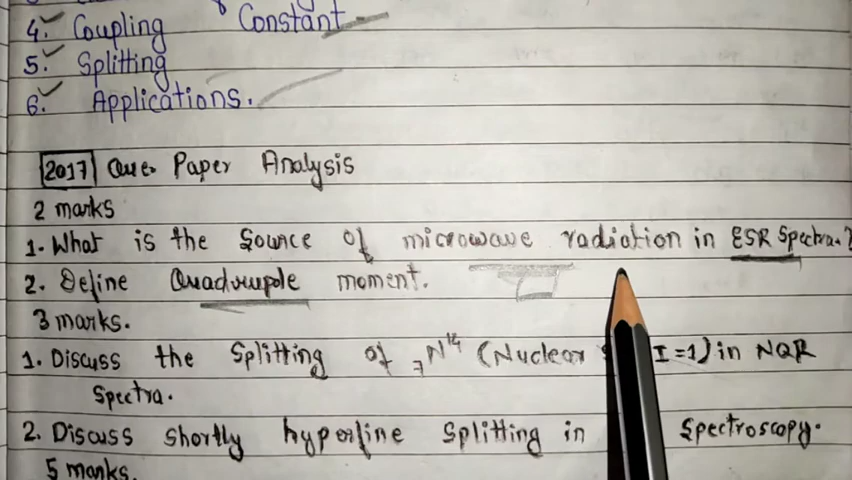 4. Coupling Constant
5. Splitting
6. Applications.
2017 Que. Paper Analysis
2 marks
1. What is the source of microwave radiation in ESR Spectra.?
2. Define Quadrupole moment.
3 marks.
1. Discuss the Splitting of ₇N¹⁴ (Nuclear I=1) in NQR
Spectra.
2. Discuss shortly hyperfine splitting in Spectroscopy.
5 marks.